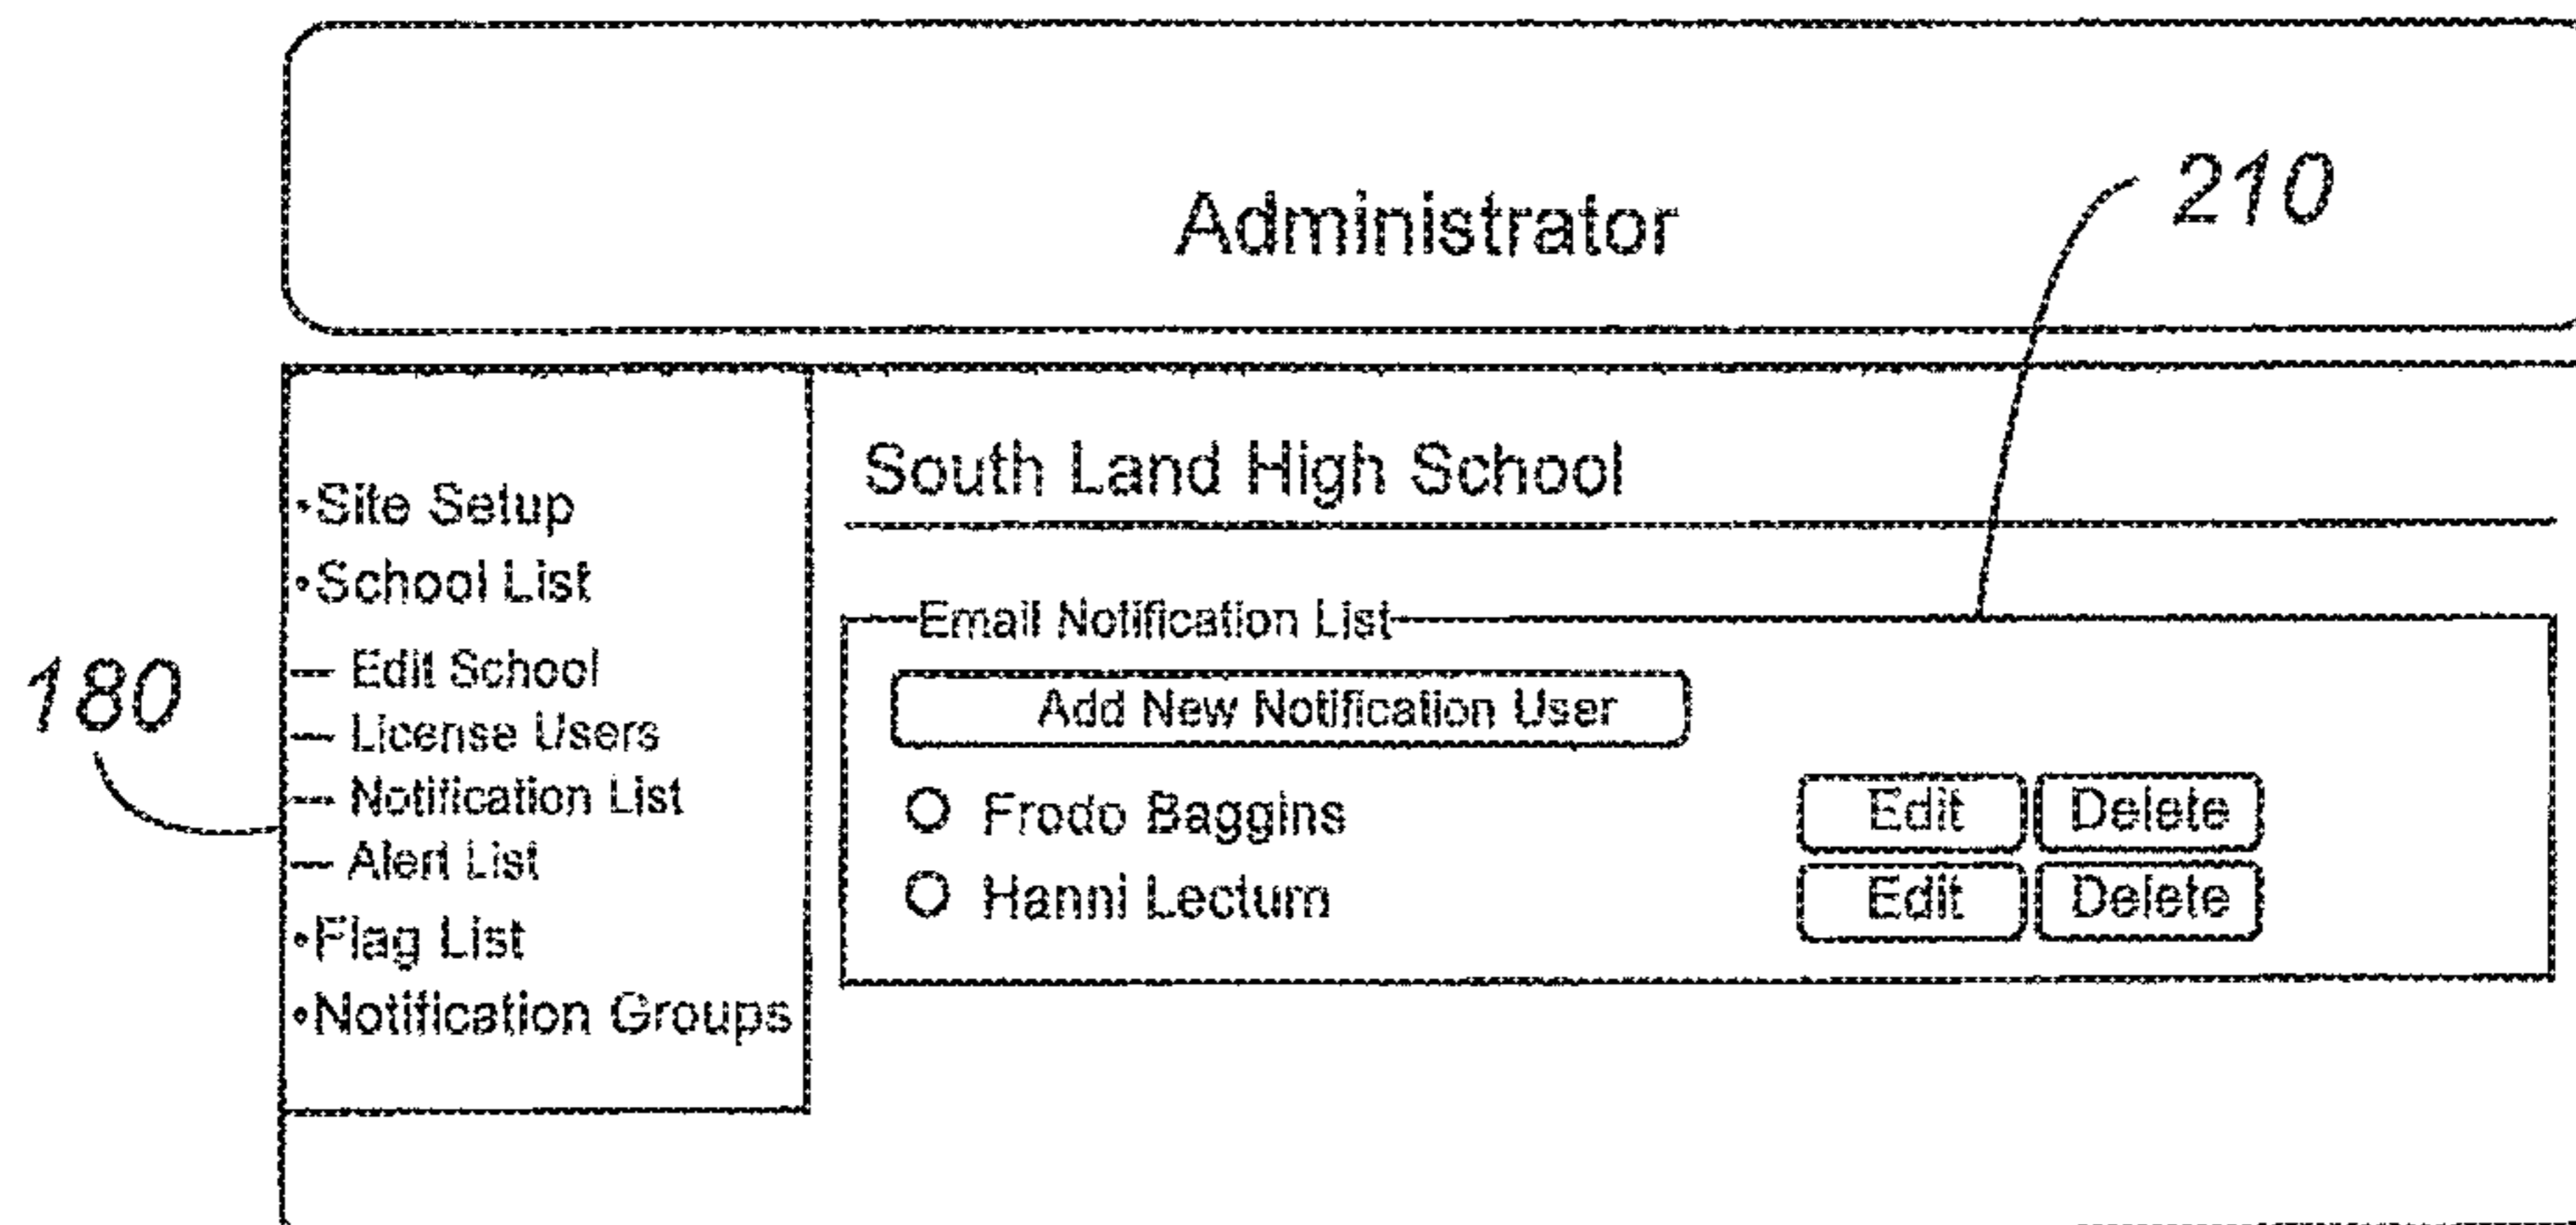 Administrator
210
South Land High School
•Site Setup
•School List
— Edit School
— License Users
— Notification List
— Alert List
•Flag List
•Notification Groups
180
Email Notification List
Add New Notification User
Frodo Baggins Edit Delete
Hanni Lecturn Edit Delete